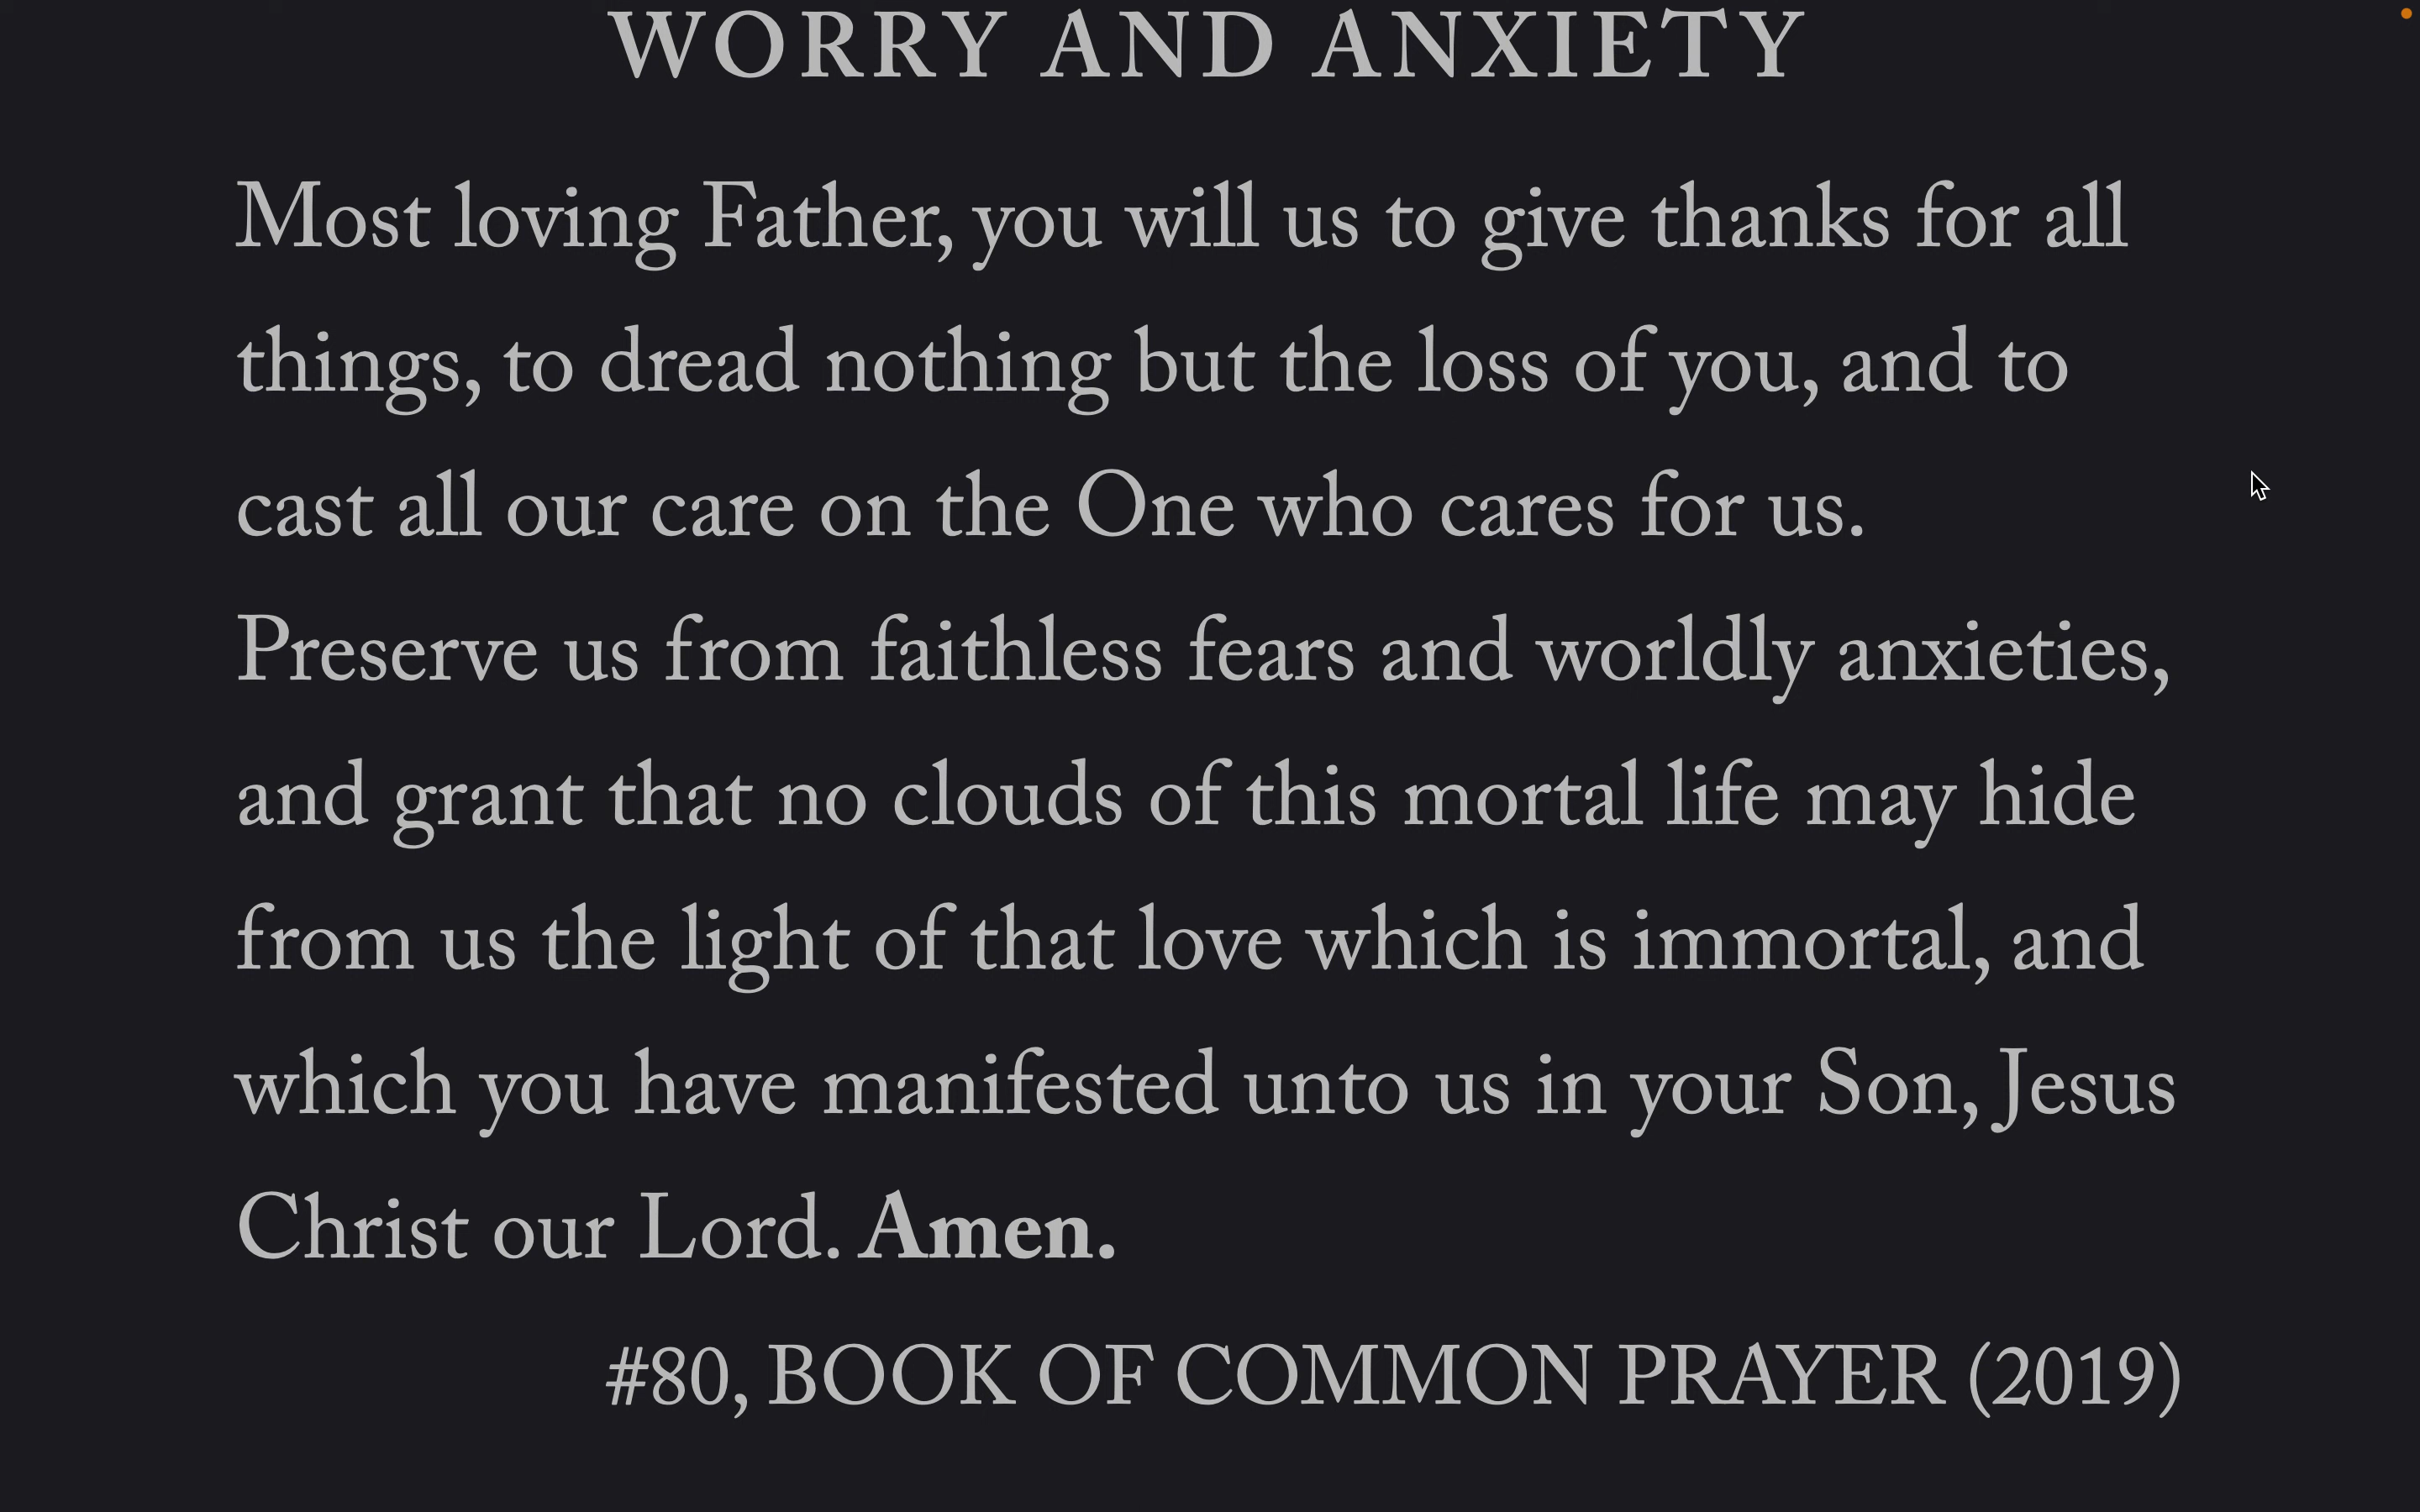 WORRY AND ANXIETY
Most loving Father, you will us to give thanks for all
things, to dread nothing but the loss of you, and to
cast all our care on the One who cares for us.
Preserve us from faithless fears and worldly anxieties,
and grant that no clouds of this mortal life may hide
from us the light of that love which is immortal, and
which you have manifested unto us in your Son, Jesus
Christ our Lord. Amen.
#80, BOOK OF COMMON PRAYER (2019)